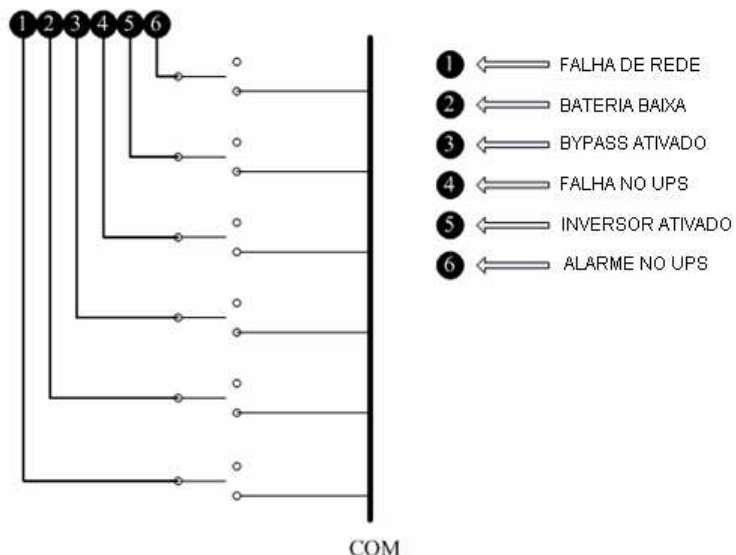 1 2 3 4 5 6
1 FALHA DE REDE
2 BATERIA BAIXA
3 BYPASS ATIVADO
4 FALHA NO UPS
5 INVERSOR ATIVADO
6 ALARME NO UPS
COM